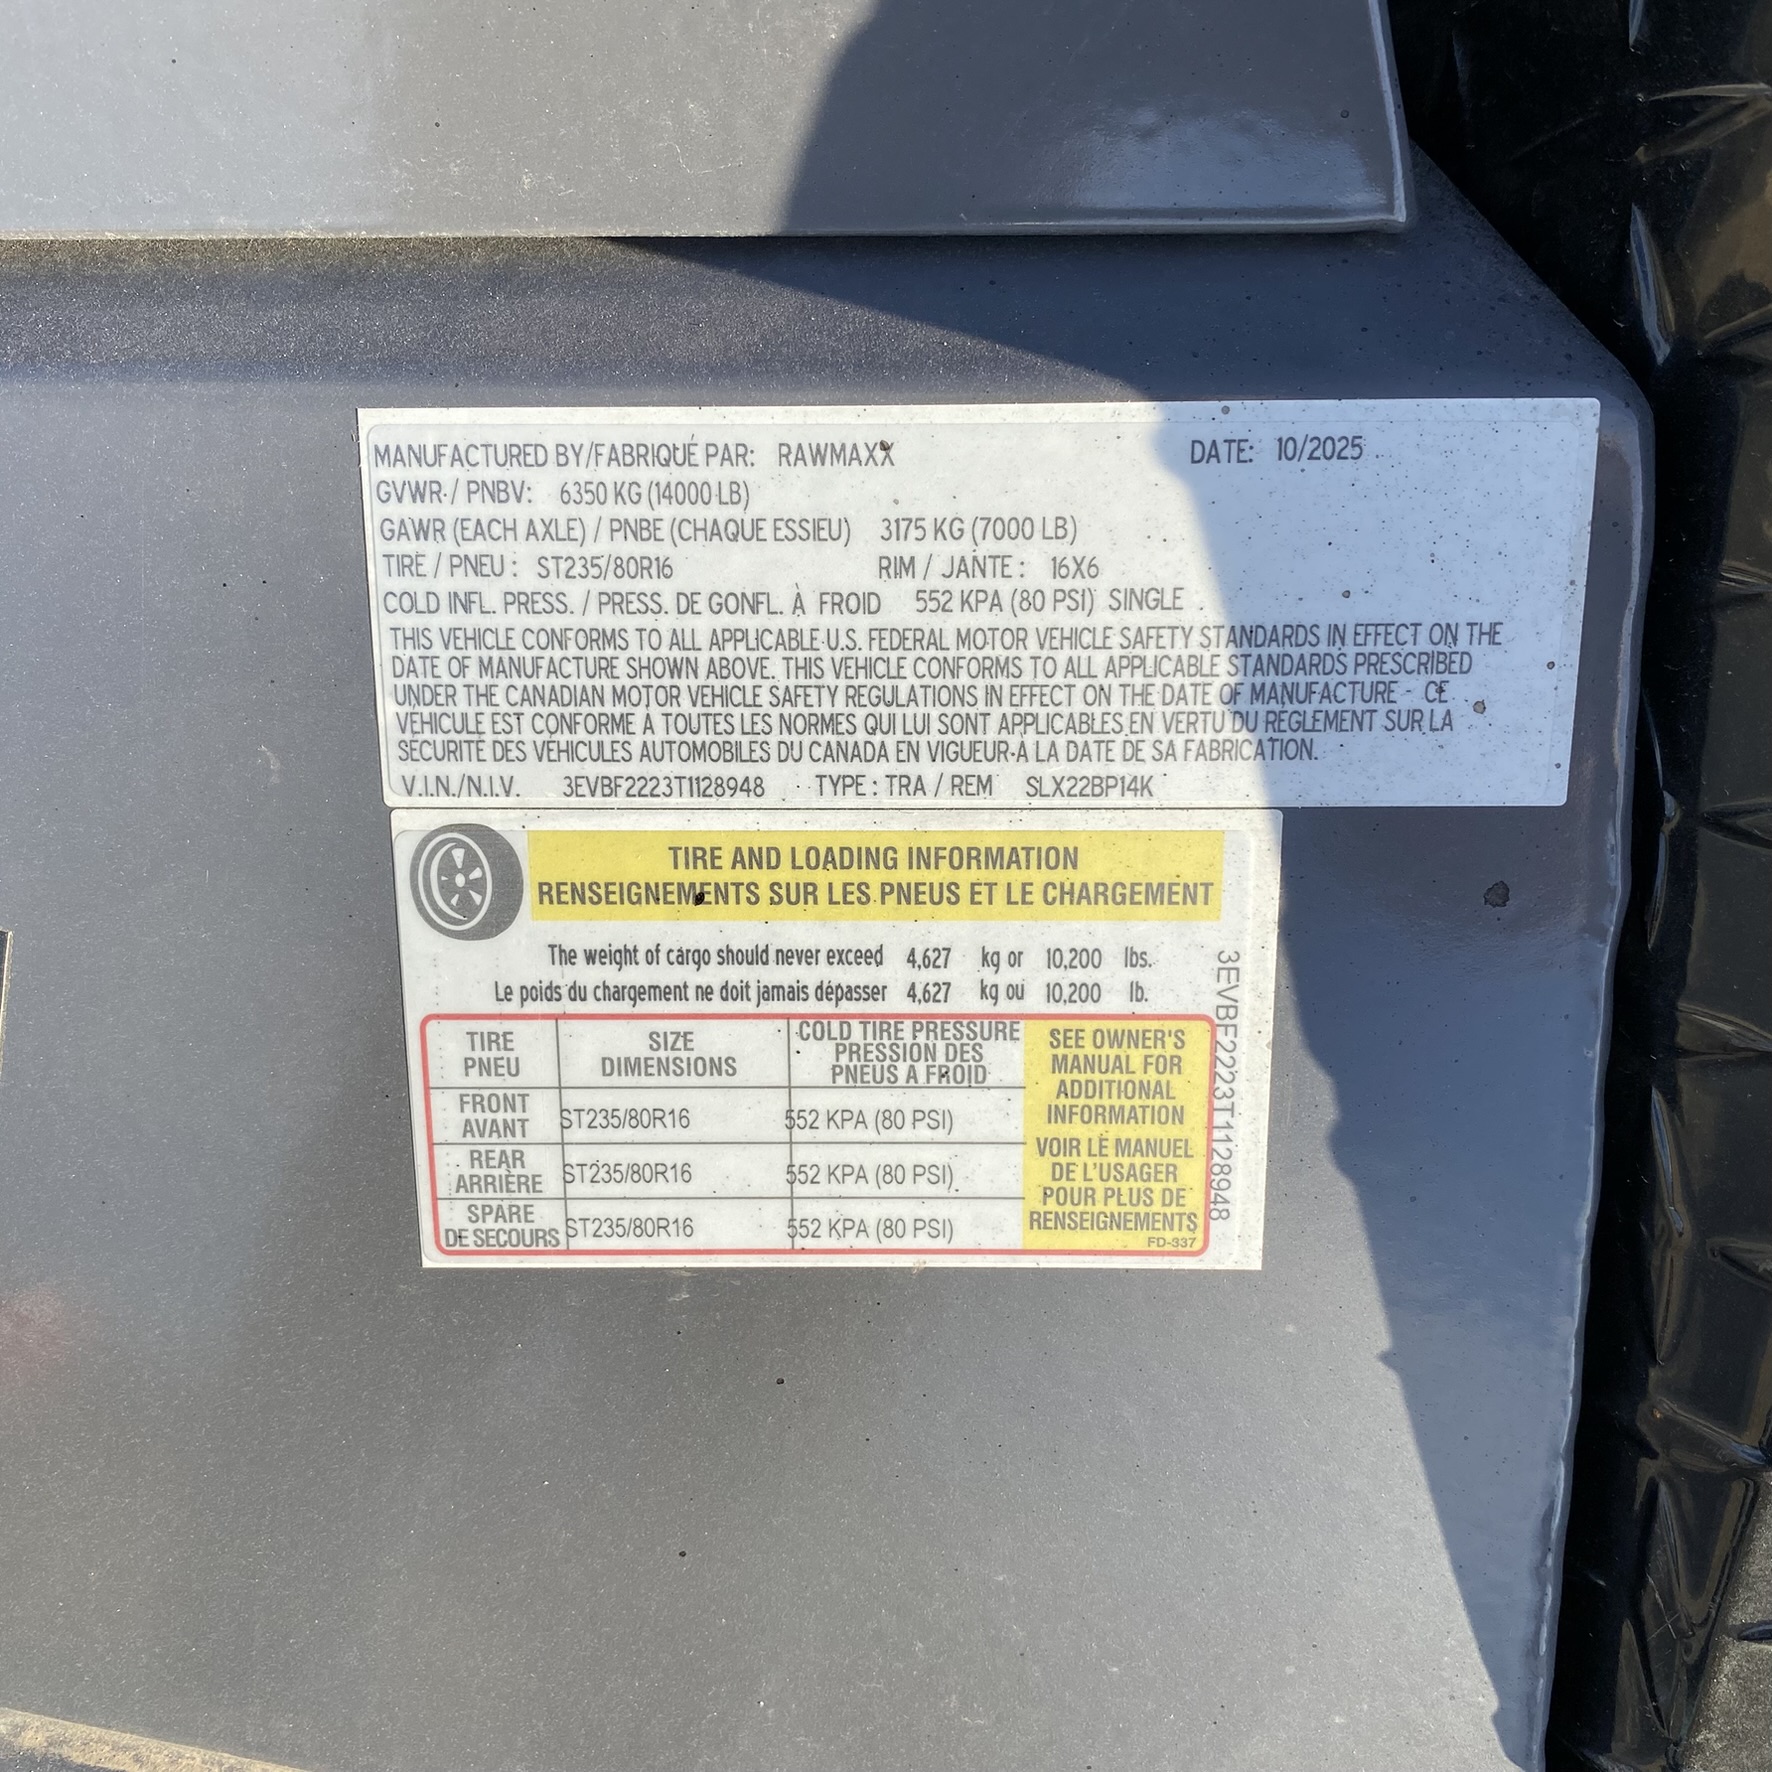 MANUFACTURED BY/FABRIQUÉ PAR: RAWMAXX DATE: 10/2025
GVWR / PNBV: 6350 KG (14000 LB)
GAWR (EACH AXLE) / PNBE (CHAQUE ESSIEU) 3175 KG (7000 LB)
TIRE / PNEU : ST235/80R16 RIM / JANTE : 16X6
COLD INFL. PRESS. / PRESS. DE GONFL. À FROID 552 KPA (80 PSI) SINGLE
THIS VEHICLE CONFORMS TO ALL APPLICABLE U.S. FEDERAL MOTOR VEHICLE SAFETY STANDARDS IN EFFECT ON THE
DATE OF MANUFACTURE SHOWN ABOVE. THIS VEHICLE CONFORMS TO ALL APPLICABLE STANDARDS PRESCRIBED
UNDER THE CANADIAN MOTOR VEHICLE SAFETY REGULATIONS IN EFFECT ON THE DATE OF MANUFACTURE - CE
VÉHICULE EST CONFORME À TOUTES LES NORMES QUI LUI SONT APPLICABLES EN VERTU DU RÈGLEMENT SUR LA
SÉCURITÉ DES VÉHICULES AUTOMOBILES DU CANADA EN VIGUEUR À LA DATE DE SA FABRICATION.
V.I.N./N.I.V. 3EVBF2223T1128948 TYPE : TRA / REM SLX22BP14K
TIRE AND LOADING INFORMATION
RENSEIGNEMENTS SUR LES PNEUS ET LE CHARGEMENT
The weight of cargo should never exceed 4,627 kg or 10,200 lbs.
Le poids du chargement ne doit jamais dépasser 4,627 kg ou 10,200 lb.
TIRE
PNEU
SIZE
DIMENSIONS
COLD TIRE PRESSURE
PRESSION DES
PNEUS A FROID
FRONT
AVANT
ST235/80R16 552 KPA (80 PSI)
REAR
ARRIÈRE
ST235/80R16 552 KPA (80 PSI)
SPARE
DE SECOURS
ST235/80R16 552 KPA (80 PSI)
SEE OWNER'S
MANUAL FOR
ADDITIONAL
INFORMATION
VOIR LE MANUEL
DE L'USAGER
POUR PLUS DE
RENSEIGNEMENTS
FD-337
3EVBF2223T1128948